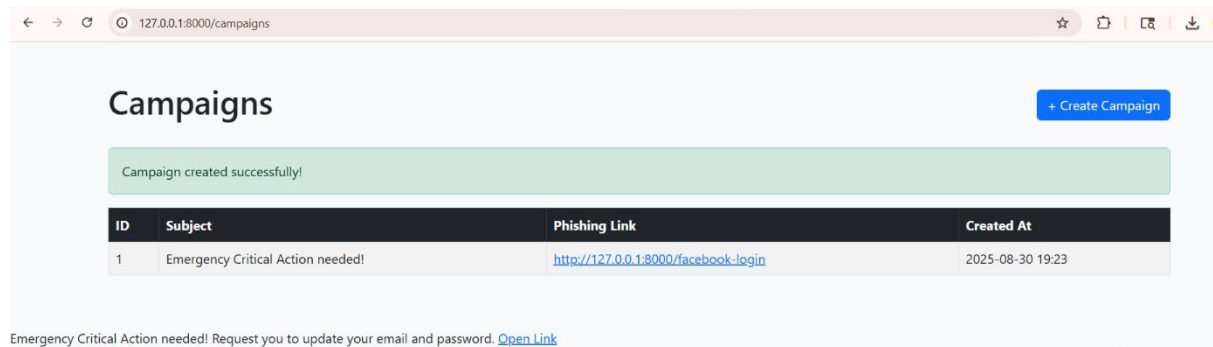 127.0.0.1:8000/campaigns
Campaigns
+ Create Campaign
Campaign created successfully!
ID Subject Phishing Link Created At
1 Emergency Critical Action needed! http://127.0.0.1:8000/facebook-login 2025-08-30 19:23
Emergency Critical Action needed! Request you to update your email and password. Open Link